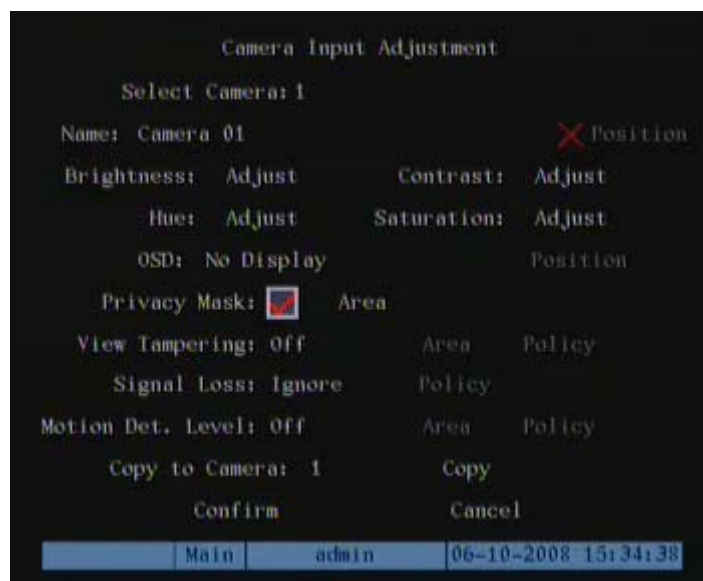 Camera Input Adjustment
Select Camera: 1
Name: Camera 01 Position
Brightness: Adjust Contrast: Adjust
Hue: Adjust Saturation: Adjust
OSD: No Display Position
Privacy Mask: Area
View Tampering: Off Area Policy
Signal Loss: Ignore Policy
Motion Det. Level: Off Area Policy
Copy to Camera: 1 Copy
Confirm Cancel
Main admin 06-10-2008 15:34:38